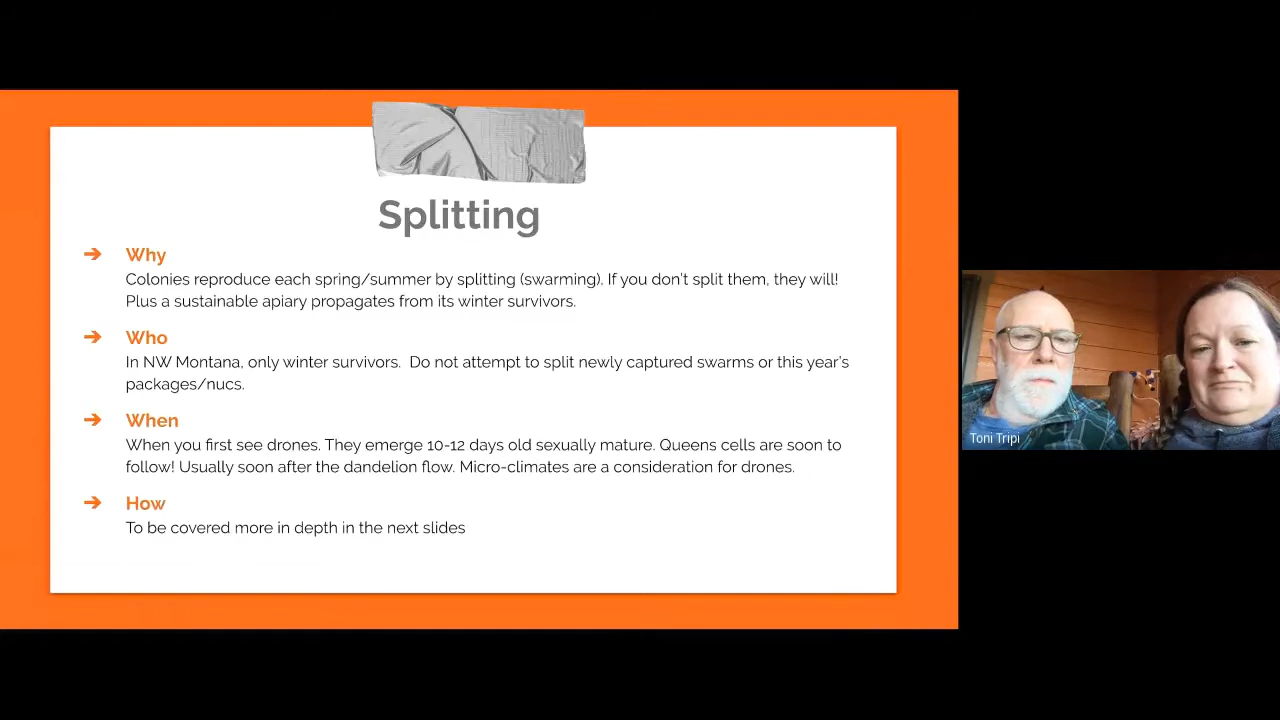 Splitting
➔ Why
Colonies reproduce each spring/summer by splitting (swarming). If you don't split them, they will!
Plus a sustainable apiary propagates from its winter survivors.
➔ Who
In NW Montana, only winter survivors.  Do not attempt to split newly captured swarms or this year's
packages/nucs.
➔ When
When you first see drones. They emerge 10-12 days old sexually mature. Queens cells are soon to
follow! Usually soon after the dandelion flow. Micro-climates are a consideration for drones.
➔ How
To be covered more in depth in the next slides
Toni Tripi